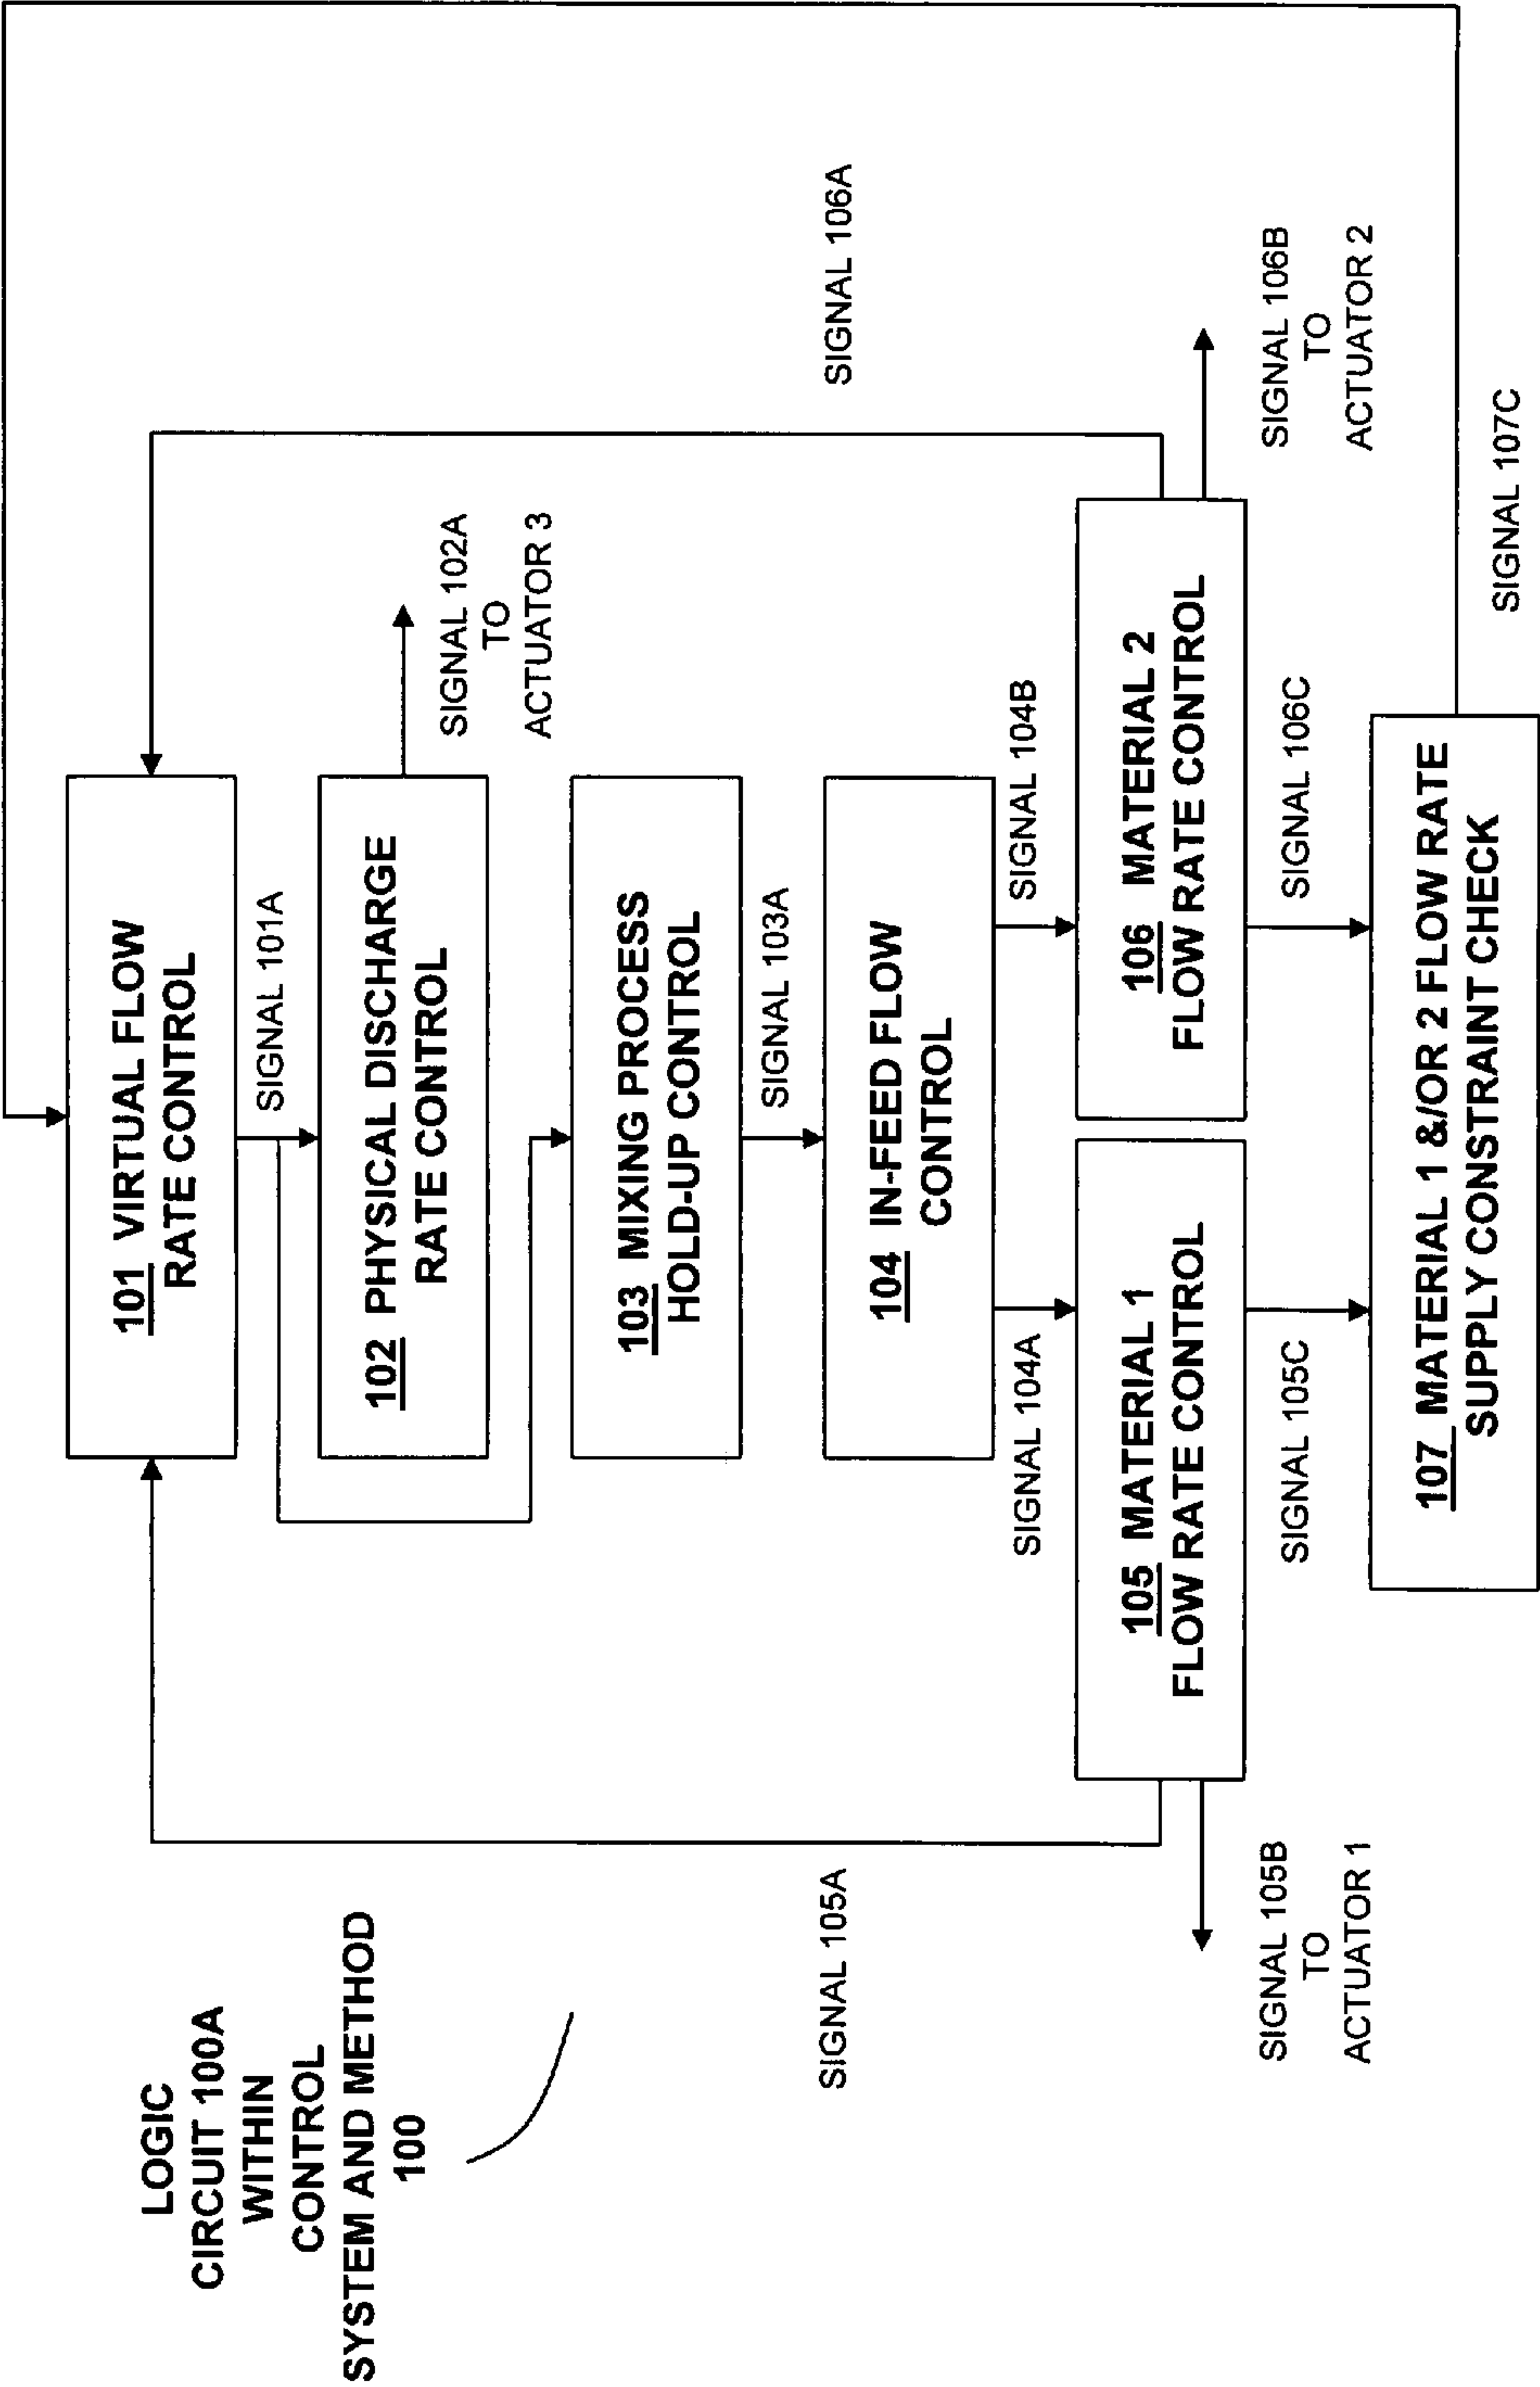 LOGIC
CIRCUIT 100A
WITHIN
CONTROL
SYSTEM AND METHOD
100
101 VIRTUAL FLOW
RATE CONTROL
SIGNAL 101A
102 PHYSICAL DISCHARGE
RATE CONTROL
SIGNAL 102A
TO
ACTUATOR 3
103 MIXING PROCESS
HOLD-UP CONTROL
SIGNAL 103A
SIGNAL 105A
SIGNAL 106A
104 IN-FEED FLOW
CONTROL
SIGNAL 104A
SIGNAL 104B
105 MATERIAL 1
FLOW RATE CONTROL
106 MATERIAL 2
FLOW RATE CONTROL
SIGNAL 105B
TO
ACTUATOR 1
SIGNAL 105C
SIGNAL 106C
SIGNAL 106B
TO
ACTUATOR 2
107 MATERIAL 1 &/OR 2 FLOW RATE
SUPPLY CONSTRAINT CHECK
SIGNAL 107C